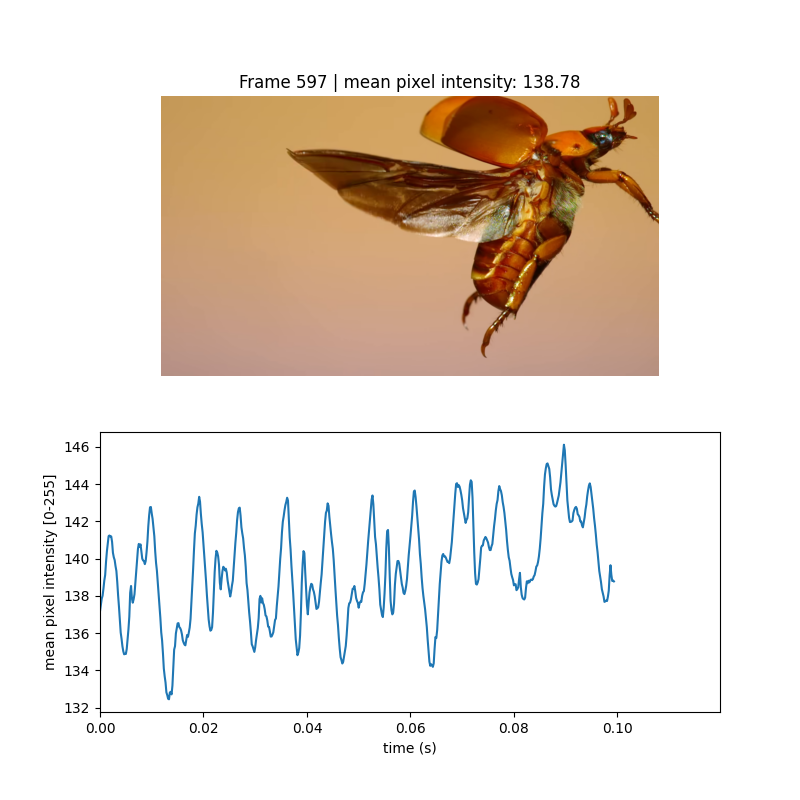 Frame 597 | mean pixel intensity: 138.78
146
144
142
140
138
136
134
132
mean pixel intensity [0-255]
0.00 0.02 0.04 0.06 0.08 0.10
time (s)